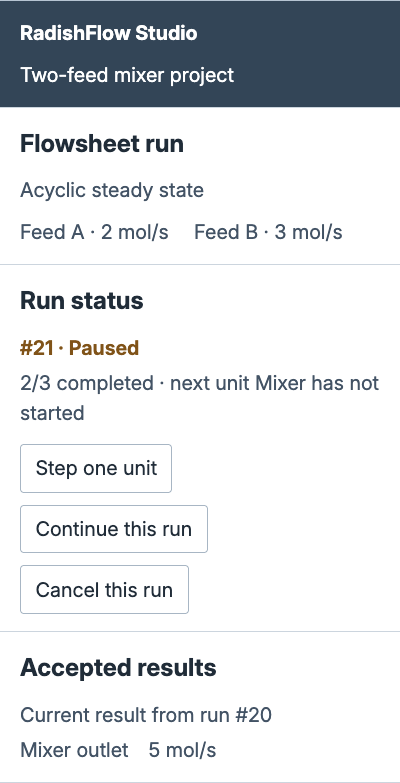 RadishFlow Studio
Two-feed mixer project
Flowsheet run
Acyclic steady state
Feed A · 2 mol/s Feed B · 3 mol/s
Run status
#21 · Paused
2/3 completed · next unit Mixer has not
started
Step one unit
Continue this run
Cancel this run
Accepted results
Current result from run #20
Mixer outlet 5 mol/s